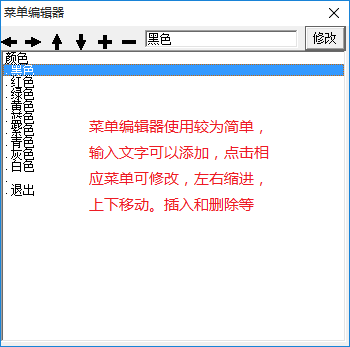 菜单编辑器
黑色
修改
颜色
. 黑色
. 红色
. 绿色
. 黄色
. 蓝色
. 紫色
. 青色
. 灰色
. 白色
.
. 退出
菜单编辑器使用较为简单，
输入文字可以添加，点击相
应菜单可修改，左右缩进，
上下移动。插入和删除等